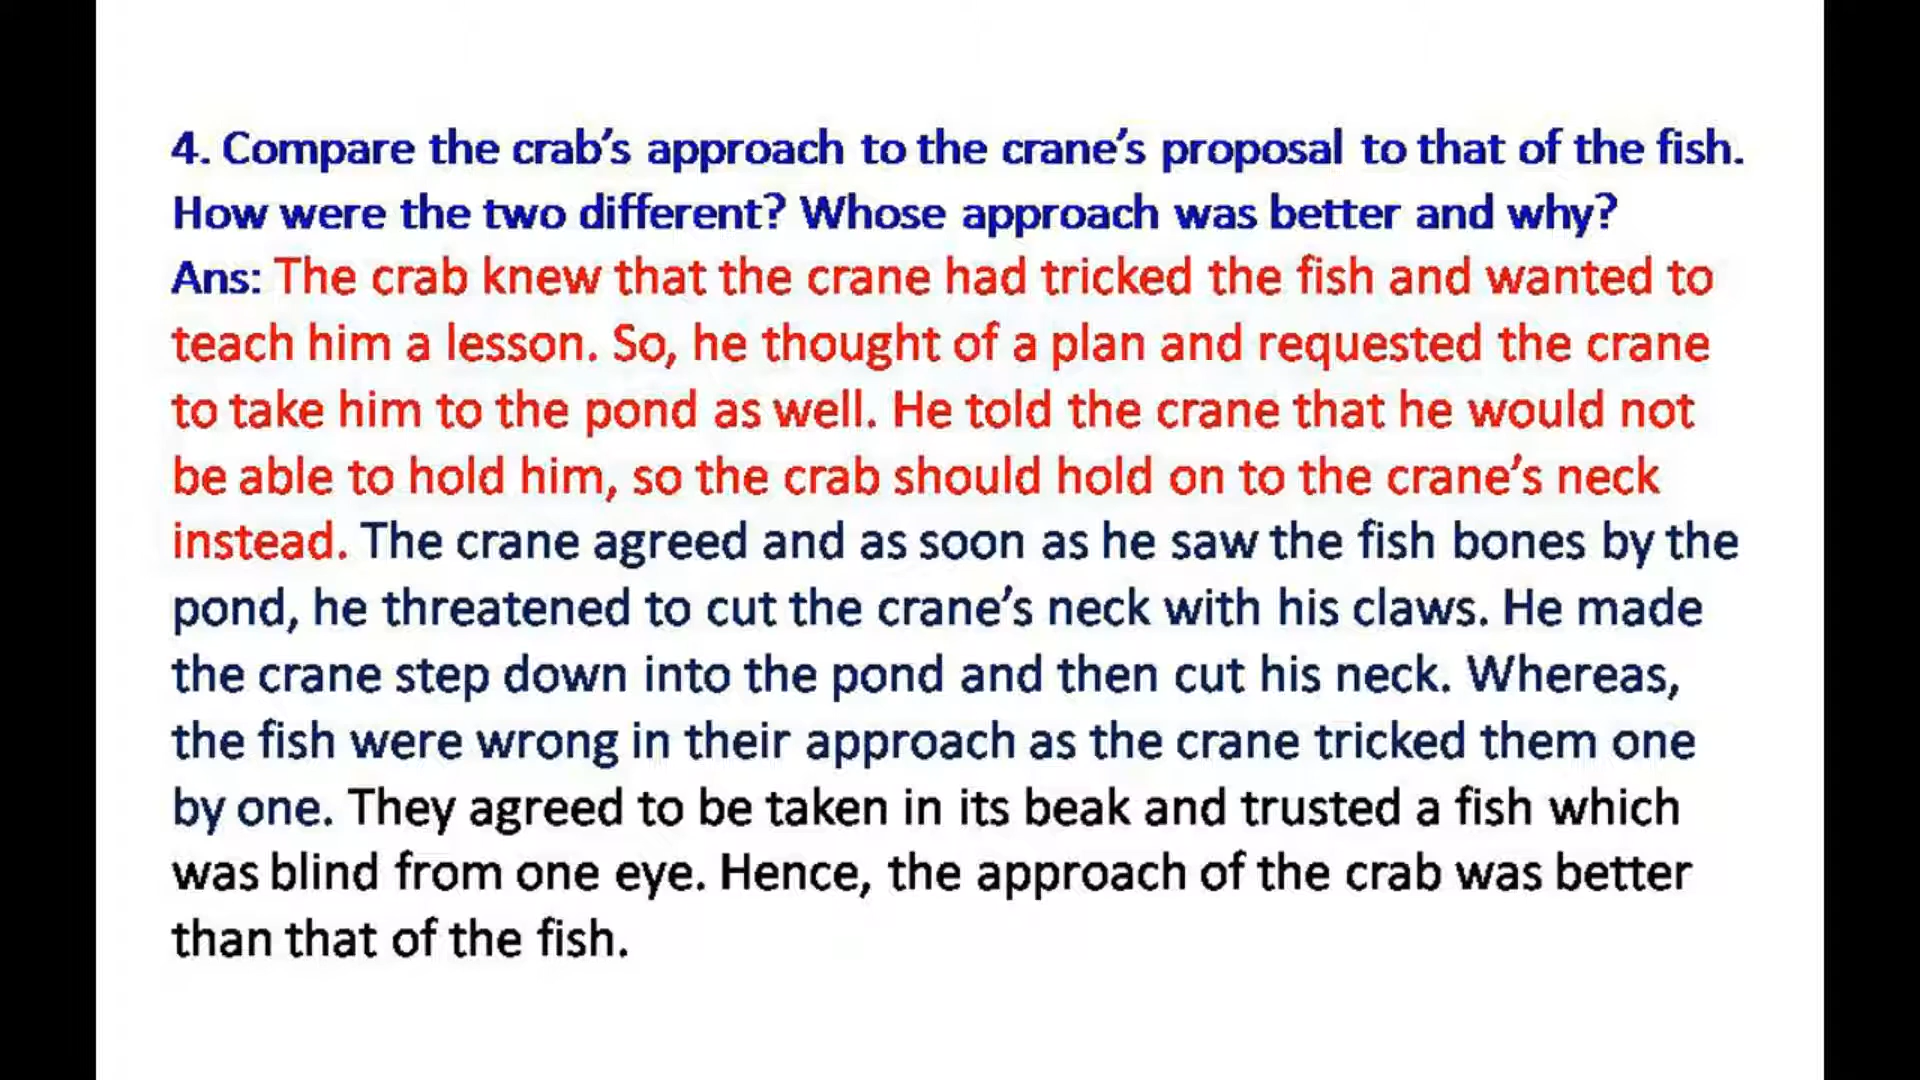 4. Compare the crab's approach to the crane's proposal to that of the fish.
How were the two different? Whose approach was better and why?
Ans: The crab knew that the crane had tricked the fish and wanted to
teach him a lesson. So, he thought of a plan and requested the crane
to take him to the pond as well. He told the crane that he would not
be able to hold him, so the crab should hold on to the crane's neck
instead. The crane agreed and as soon as he saw the fish bones by the
pond, he threatened to cut the crane's neck with his claws. He made
the crane step down into the pond and then cut his neck. Whereas,
the fish were wrong in their approach as the crane tricked them one
by one. They agreed to be taken in its beak and trusted a fish which
was blind from one eye. Hence, the approach of the crab was better
than that of the fish.